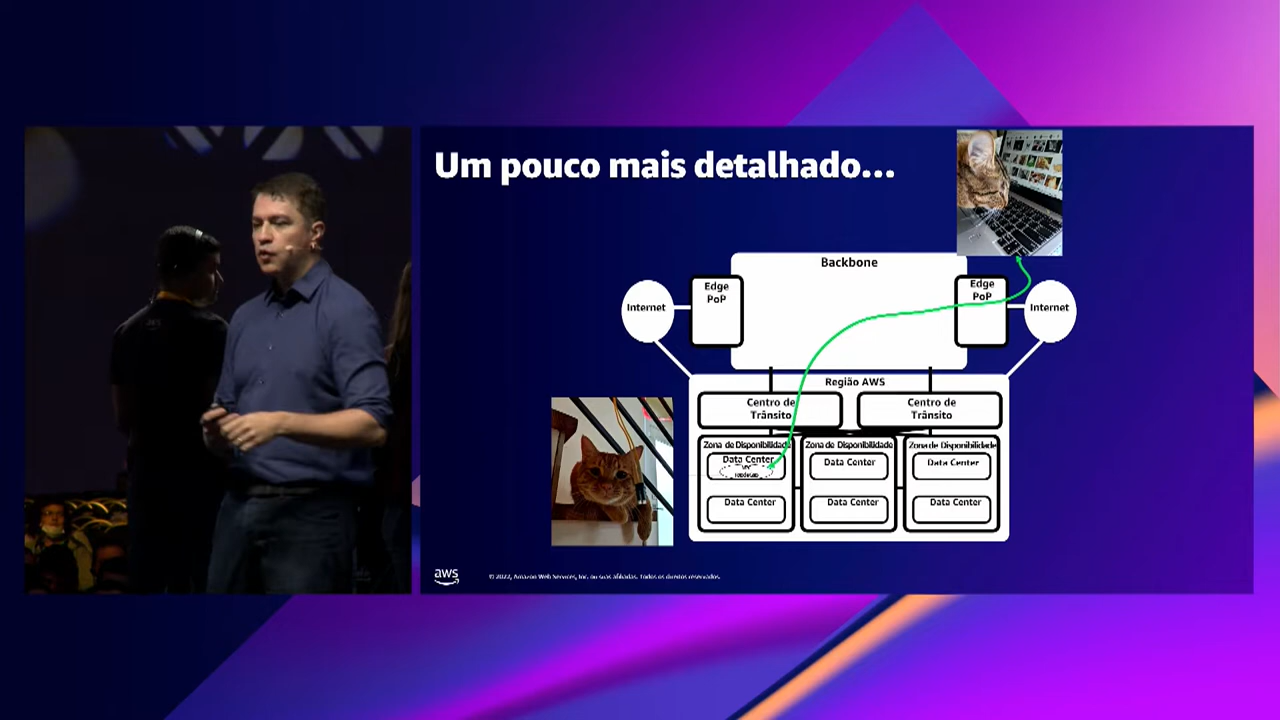 Um pouco mais detalhado...
Backbone
Edge
PoP
Edge
PoP
Internet
Internet
Região AWS
Centro de
Trânsito
Centro de
Trânsito
Zona de Disponibilidade
Zona de Disponibilidade
Zona de Disponibilidade
Data Center
Data Center
Data Center
Data Center
Data Center
Data Center
aws
© 2022, Amazon Web Services, Inc. ou suas afiliadas. Todos os direitos reservados.